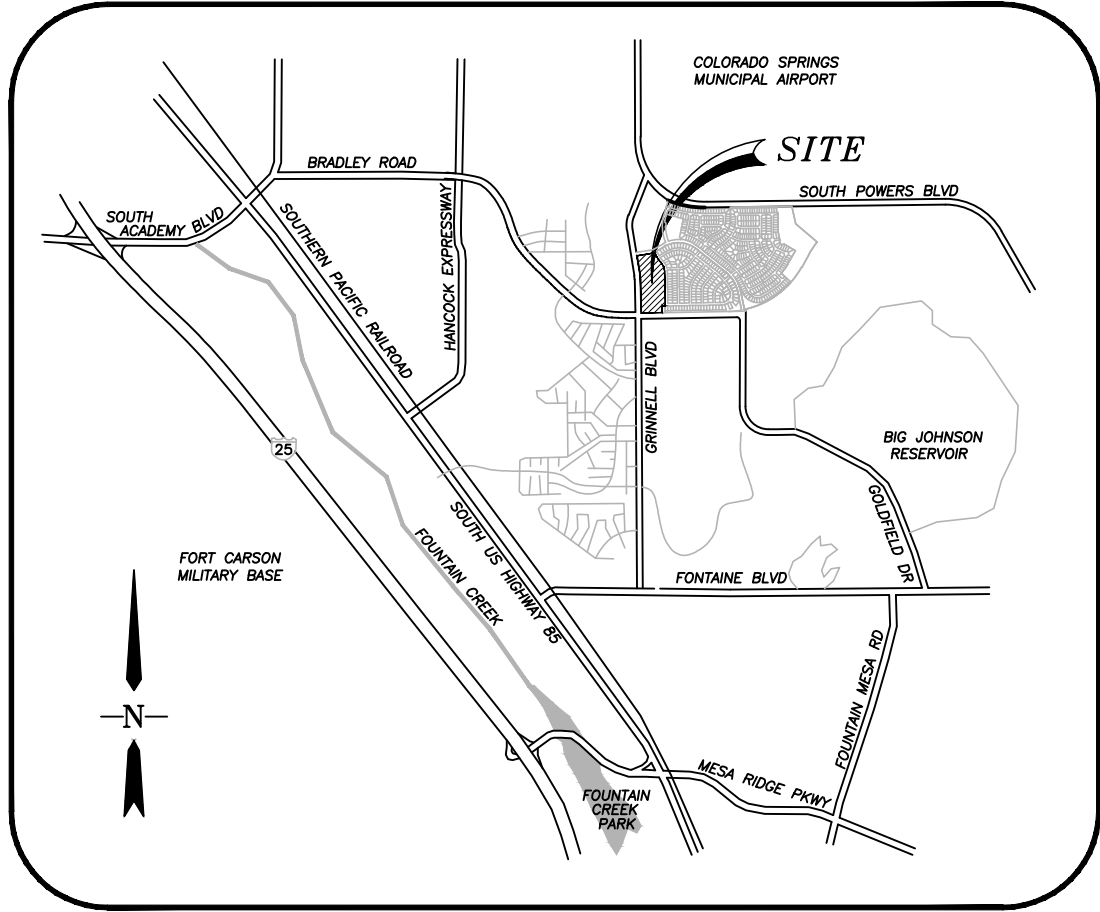 COLORADO SPRINGS
MUNICIPAL AIRPORT
SITE
BRADLEY ROAD
SOUTH POWERS BLVD
SOUTH
ACADEMY BLVD
SOUTHERN PACIFIC RAILROAD
HANCOCK EXPRESSWAY
GRINNELL BLVD
BIG JOHNSON
RESERVOIR
25
GOLDFIELD DR
SOUTH US HIGHWAY 85
FOUNTAIN CREEK
FORT CARSON
MILITARY BASE
FONTAINE BLVD
FOUNTAIN MESA RD
N
MESA RIDGE PKWY
FOUNTAIN
CREEK
PARK